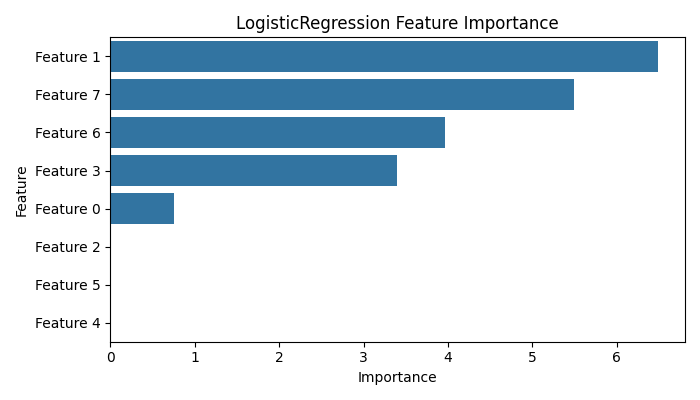 LogisticRegression Feature Importance
Feature 1
Feature 7
Feature 6
Feature 3
Feature 0
Feature 2
Feature 5
Feature 4
Feature
0 1 2 3 4 5 6
Importance